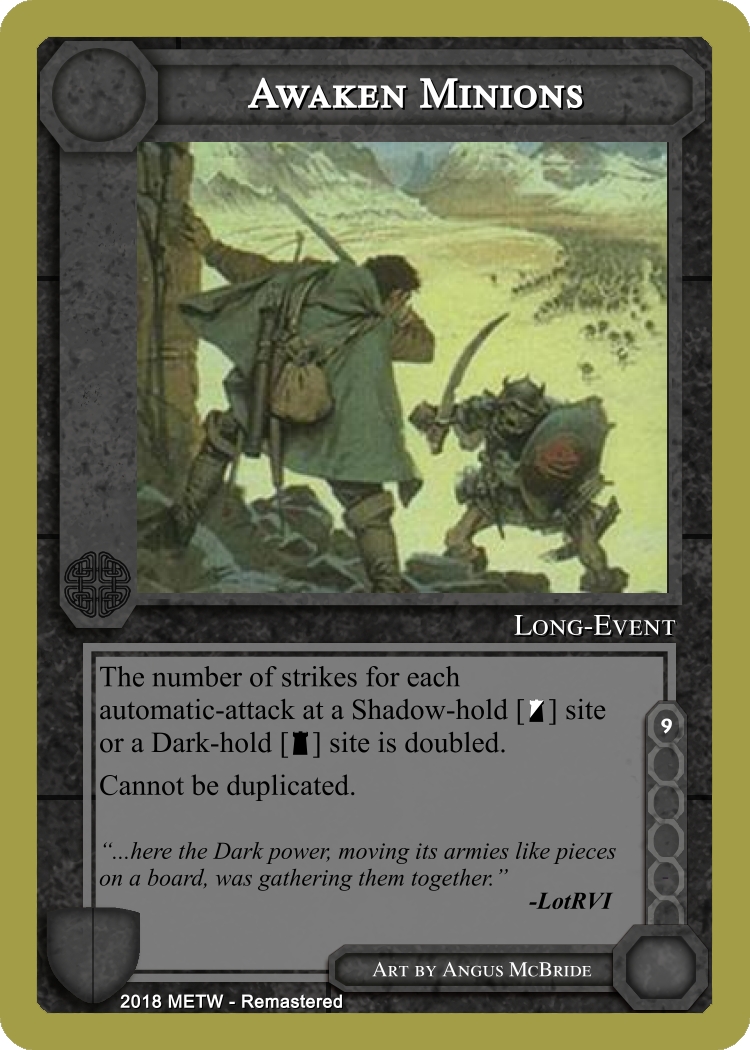 Awaken Minions
Long-Event
The number of strikes for each
automatic-attack at a Shadow-hold [ ] site
or a Dark-hold [ ] site is doubled.
Cannot be duplicated.
9
“...here the Dark power, moving its armies like pieces
on a board, was gathering them together.”
-LotRVI
Art by Angus McBride
2018 METW - Remastered